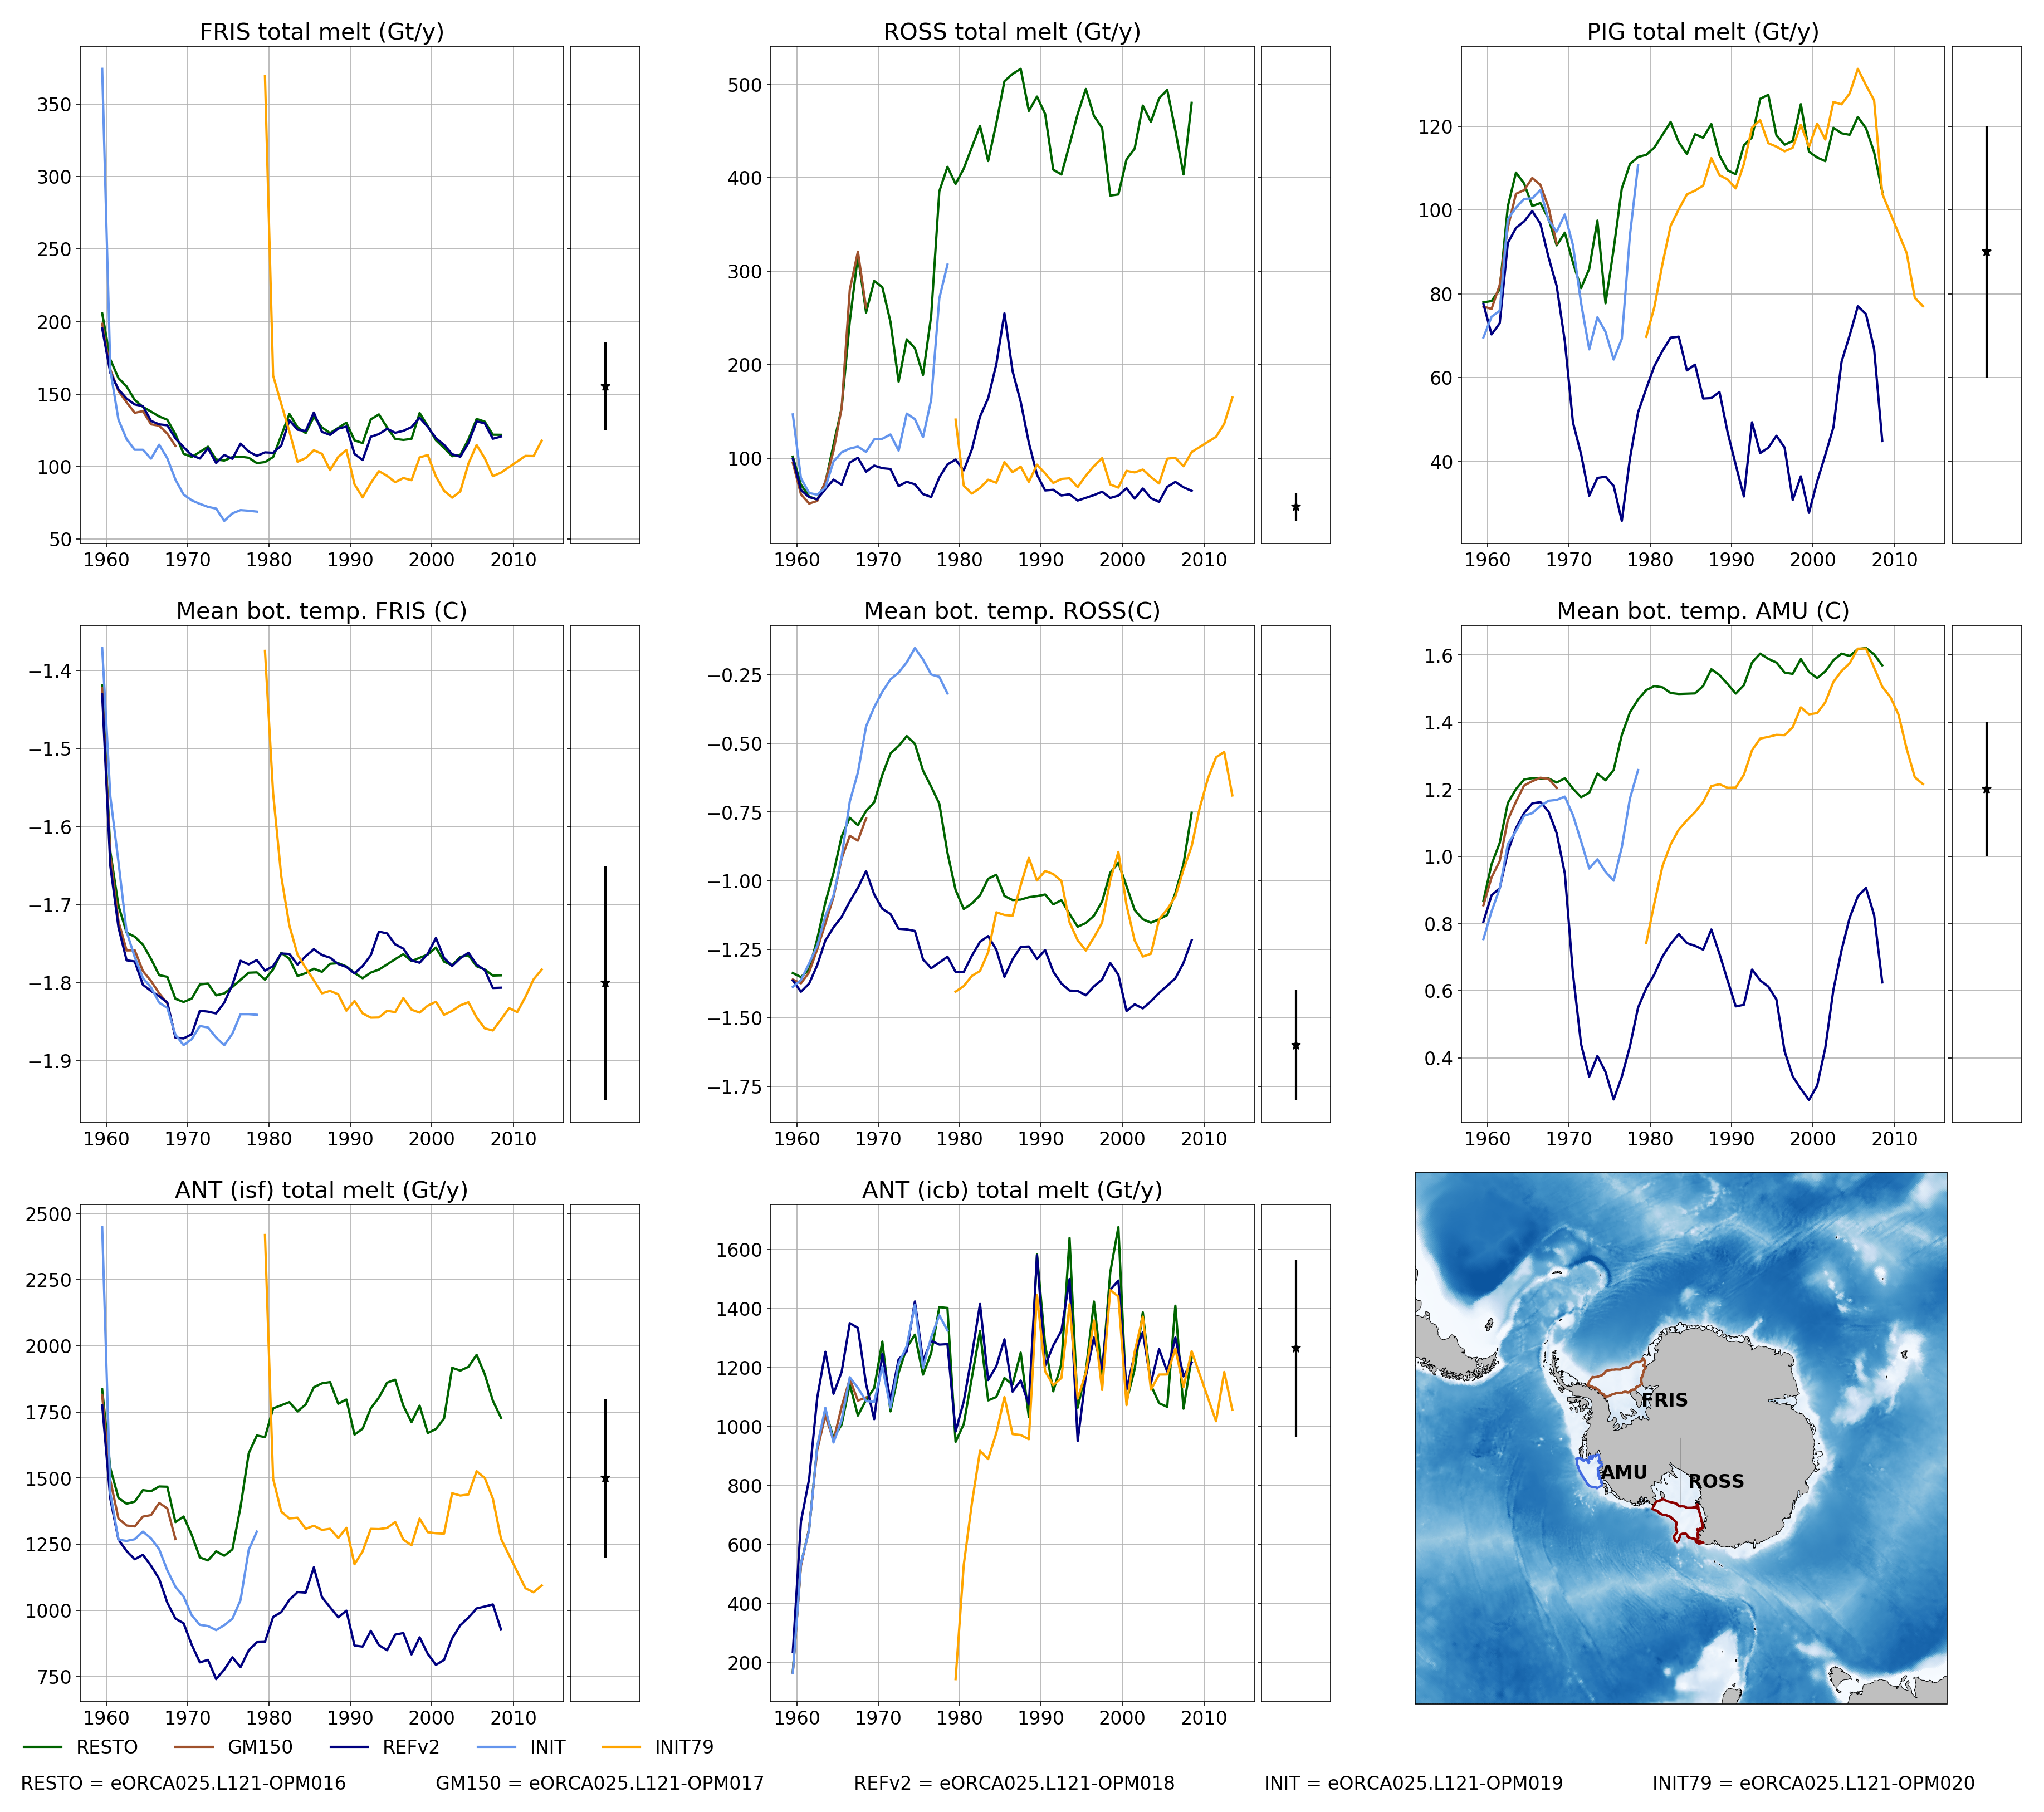 FRIS total melt (Gt/y)
ROSS total melt (Gt/y)
PIG total melt (Gt/y)
350
300
250
200
150
100
50
1960 1970 1980 1990 2000 2010
500
400
300
200
100
1960 1970 1980 1990 2000 2010
120
100
80
60
40
1960 1970 1980 1990 2000 2010
Mean bot. temp. FRIS (C)
Mean bot. temp. ROSS(C)
Mean bot. temp. AMU (C)
−1.4
−1.5
−1.6
−1.7
−1.8
−1.9
1960 1970 1980 1990 2000 2010
−0.25
−0.50
−0.75
−1.00
−1.25
−1.50
−1.75
1960 1970 1980 1990 2000 2010
1.6
1.4
1.2
1.0
0.8
0.6
0.4
1960 1970 1980 1990 2000 2010
ANT (isf) total melt (Gt/y)
ANT (icb) total melt (Gt/y)
2500
2250
2000
1750
1500
1250
1000
750
1960 1970 1980 1990 2000 2010
1600
1400
1200
1000
800
600
400
200
1960 1970 1980 1990 2000 2010
FRIS
AMU
ROSS
RESTO GM150 REFv2 INIT INIT79
RESTO = eORCA025.L121-OPM016 GM150 = eORCA025.L121-OPM017 REFv2 = eORCA025.L121-OPM018 INIT = eORCA025.L121-OPM019 INIT79 = eORCA025.L121-OPM020